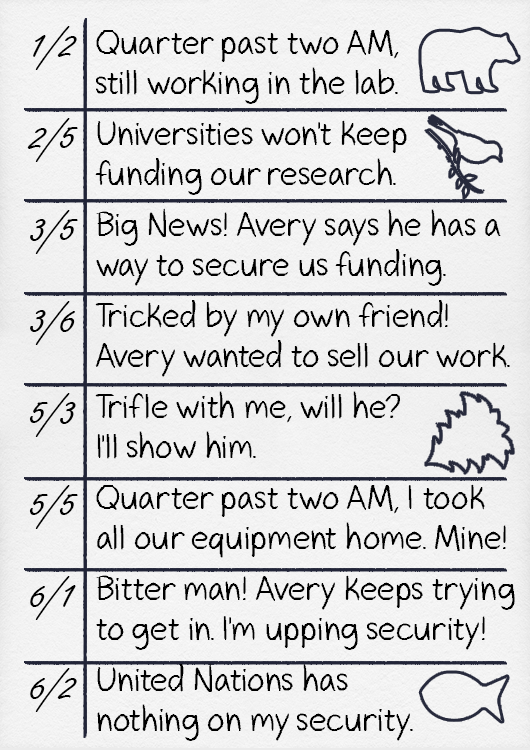 1/2
Quarter past two AM,
still working in the lab.
2/5
Universities won't keep
funding our research.
3/5
Big News! Avery says he has a
way to secure us funding.
3/6
Tricked by my own friend!
Avery wanted to sell our work.
5/3
Trifle with me, will he?
I'll show him.
5/5
Quarter past two AM, I took
all our equipment home. Mine!
6/1
Bitter man! Avery keeps trying
to get in. I'm upping security!
6/2
United Nations has
nothing on my security.